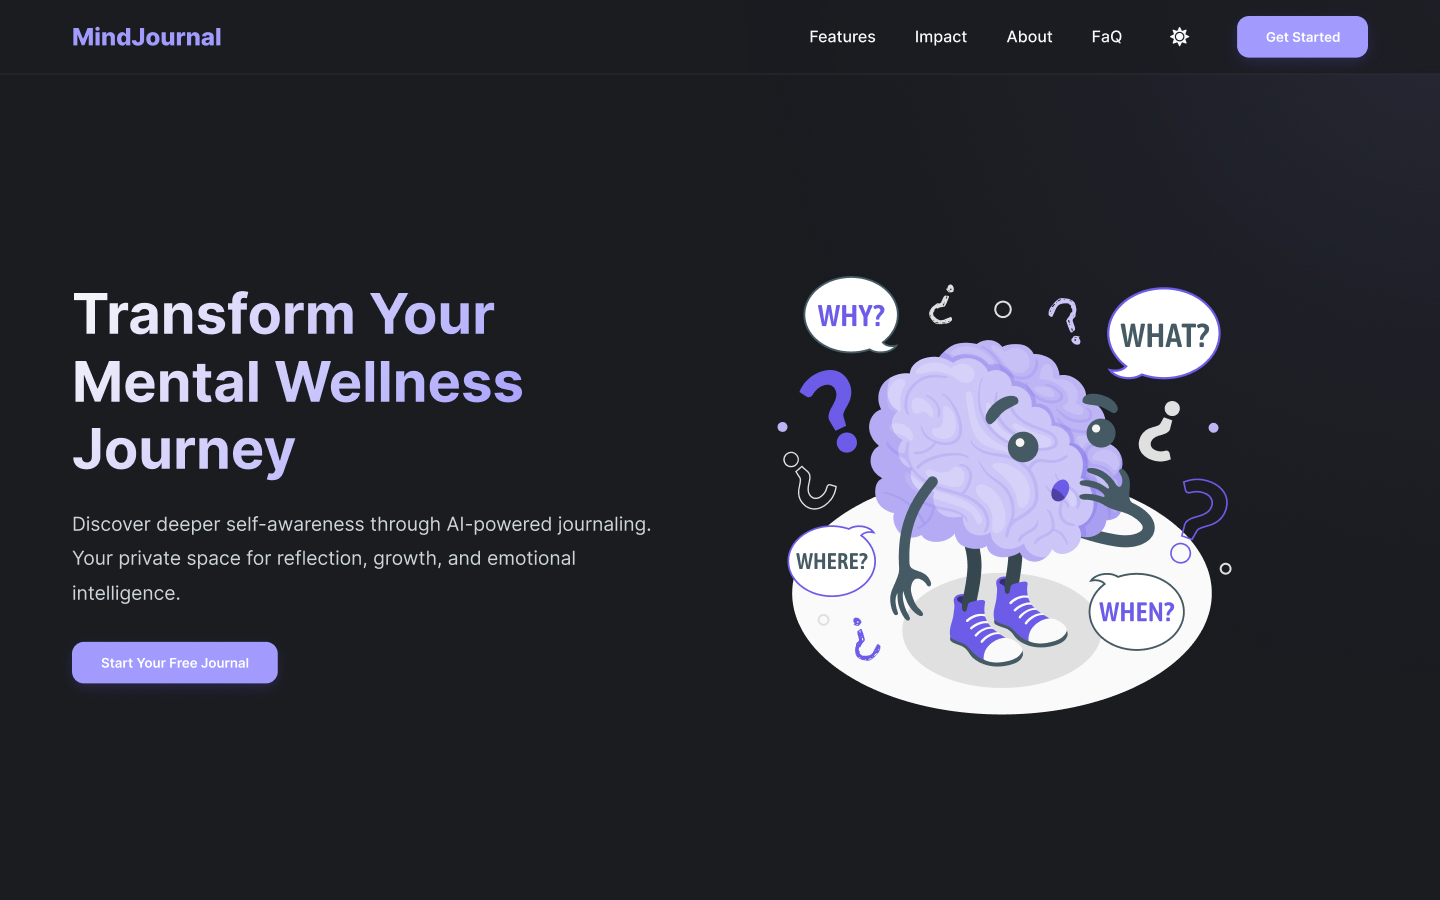 MindJournal
Features
Impact
About
FaQ
Get Started
Transform Your
Mental Wellness
Journey
Discover deeper self-awareness through AI-powered journaling.
Your private space for reflection, growth, and emotional
intelligence.
Start Your Free Journal
WHY?
WHAT?
WHERE?
WHEN?